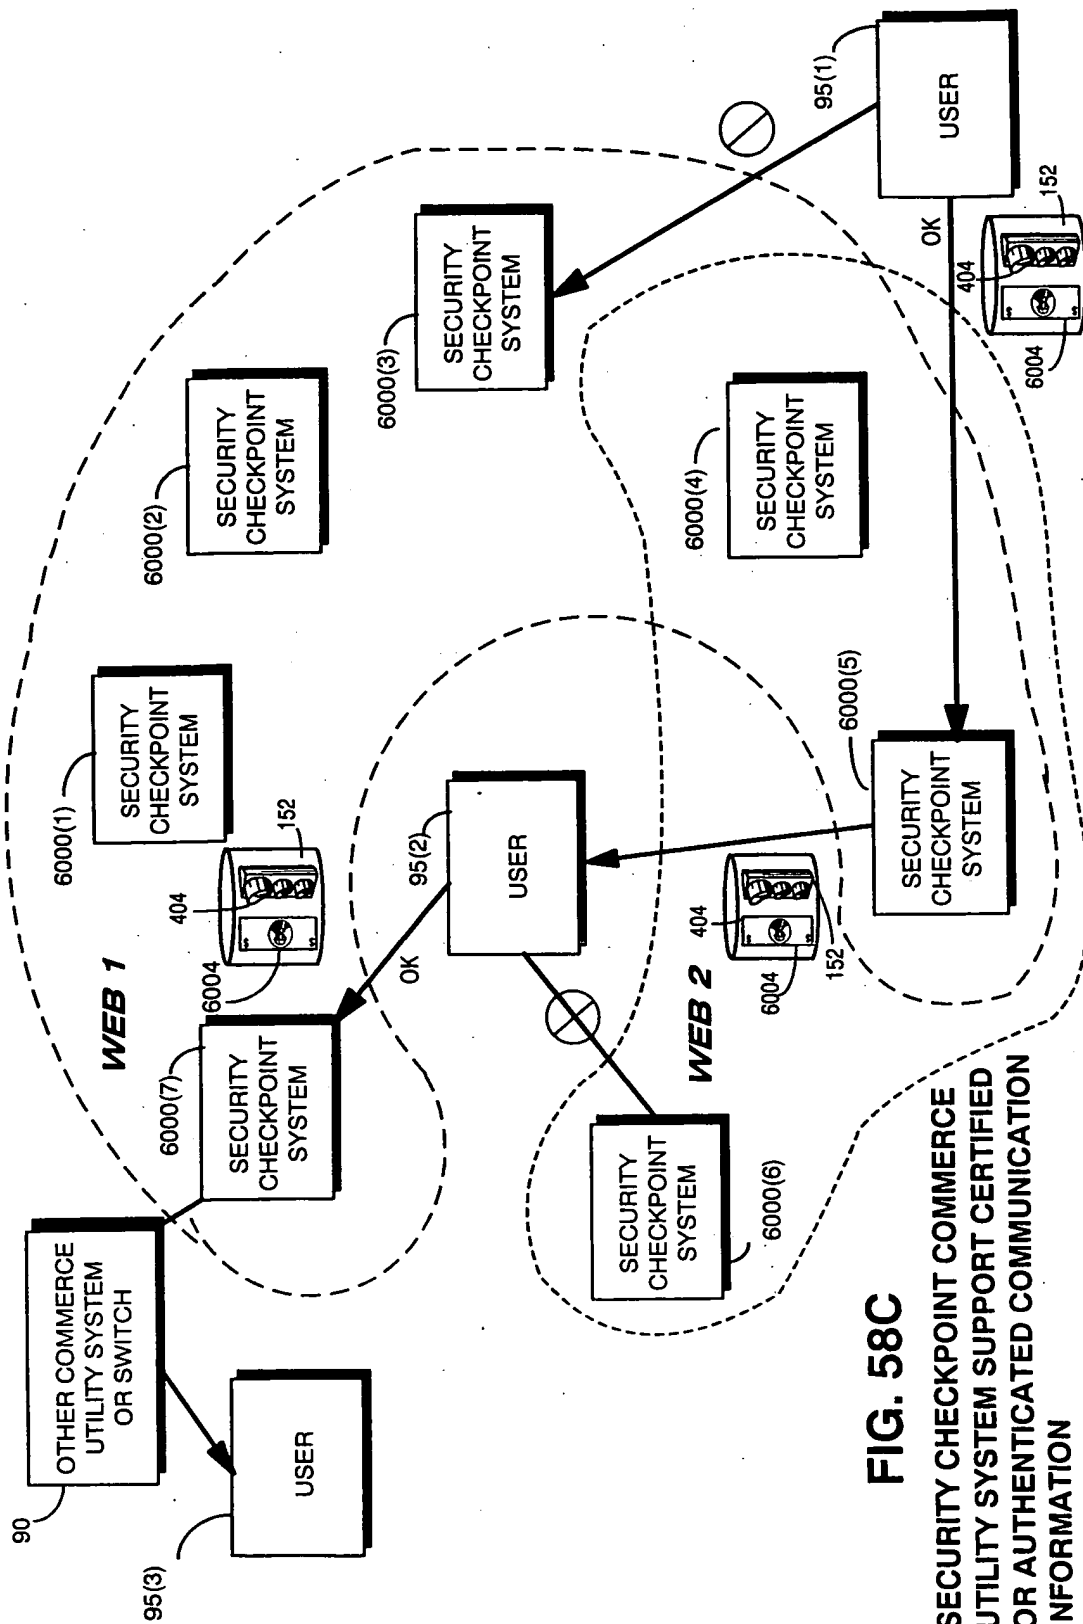 90
OTHER COMMERCE
UTILITY SYSTEM
OR SWITCH
95(3)
USER
WEB 1
6000(7)
SECURITY
CHECKPOINT
SYSTEM
6004
404
152
6000(1)
SECURITY
CHECKPOINT
SYSTEM
6000(2)
SECURITY
CHECKPOINT
SYSTEM
6000(3)
SECURITY
CHECKPOINT
SYSTEM
OK
95(2)
USER
6000(6)
SECURITY
CHECKPOINT
SYSTEM
WEB 2
404
6004
152
6000(4)
SECURITY
CHECKPOINT
SYSTEM
6000(5)
SECURITY
CHECKPOINT
SYSTEM
95(1)
USER
OK
404
152
6004
FIG. 58C
SECURITY CHECKPOINT COMMERCE
UTILITY SYSTEM SUPPORT CERTIFIED
OR AUTHENTICATED COMMUNICATION
NFORMATION